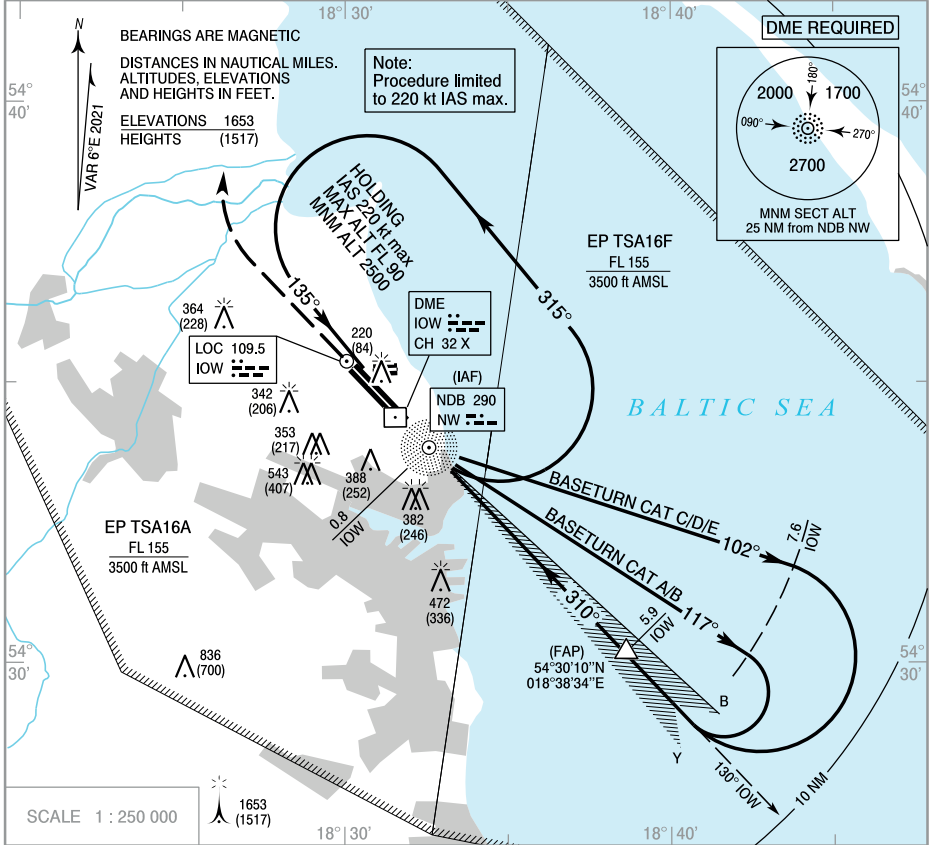 18°30'
18°40'
N
VAR 6°E 2021
BEARINGS ARE MAGNETIC
DISTANCES IN NAUTICAL MILES.
ALTITUDES, ELEVATIONS
AND HEIGHTS IN FEET.
ELEVATIONS 1653
HEIGHTS (1517)
Note:
Procedure limited
to 220 kt IAS max.
DME REQUIRED
180°
2000
1700
090°
270°
2700
MNM SECT ALT
25 NM from NDB NW
54°
40'
54°
40'
HOLDING
IAS 220 kt max
MAX ALT FL 90
MNM ALT 2500
135°
315°
EP TSA16F
FL 155
3500 ft AMSL
364
(228)
220
(84)
DME
IOW
CH 32 X
LOC 109.5
IOW
(IAF)
NDB 290
NW
342
(206)
353
(217)
543
(407)
388
(252)
382
(246)
0.8
IOW
BALTIC SEA
BASETURN CAT C/D/E
102°
BASETURN CAT A/B
117°
7.6
IOW
310°
5.9
IOW
EP TSA16A
FL 155
3500 ft AMSL
472
(336)
836
(700)
(FAP)
54°30'10"N
018°38'34"E
B
Y
130° IOW
10 NM
54°
30'
54°
30'
1653
(1517)
SCALE 1 : 250 000
18°30'
18°40'